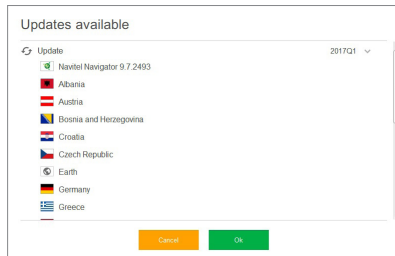 Updates available
Update 2017Q1
Navitel Navigator 9.7.2493
Albania
Austria
Bosnia and Herzegovina
Croatia
Czech Republic
Earth
Germany
Greece
Cancel Ok